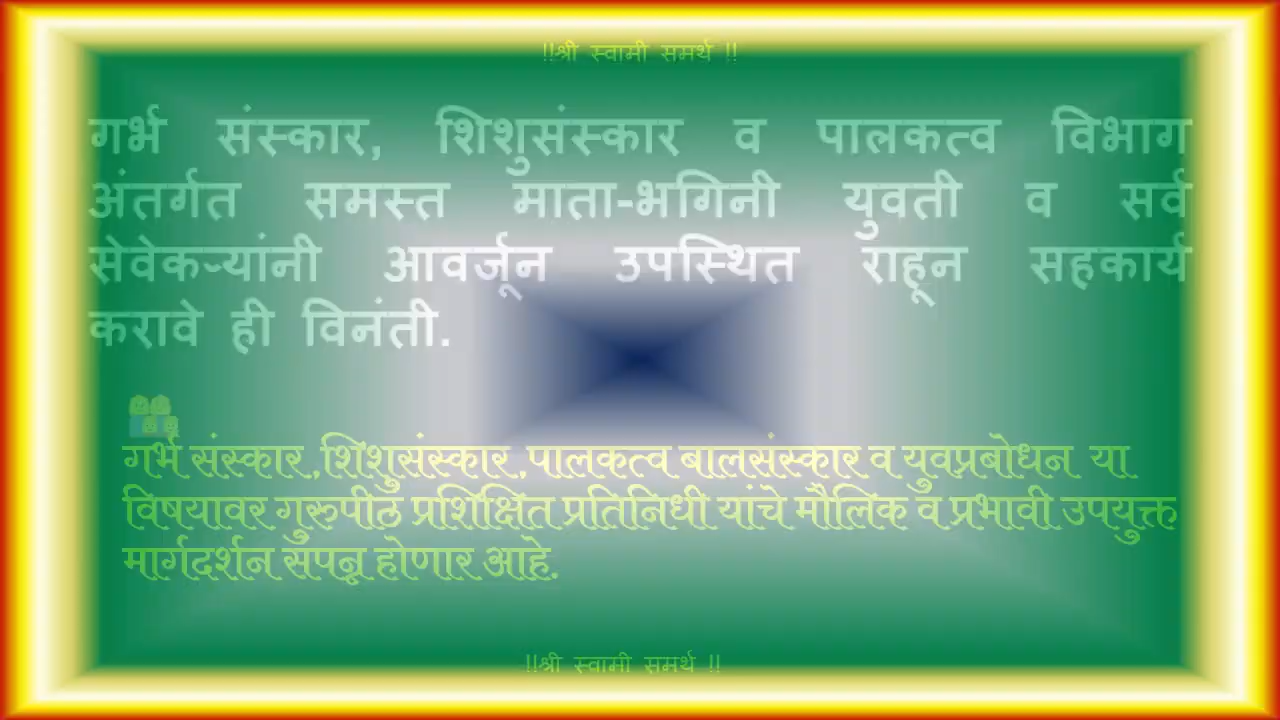 !!श्री स्वामी समर्थ !!
गर्भ संस्कार, शिशुसंस्कार व पालकत्व विभाग
अंतर्गत समस्त माता-भगिनी युवती व सर्व
सेवेकऱ्यांनी आवर्जून उपस्थित राहून सहकार्य
करावे ही विनंती.
गर्भ संस्कार,शिशुसंस्कार,पालकत्व बालसंस्कार व युवप्रबोधन या
विषयावर गुरुपीठ प्रशिक्षित प्रतिनिधी यांचे मौलिक व प्रभावी उपयुक्त
मार्गदर्शन संपन्न होणार आहे.
!!श्री स्वामी समर्थ !!